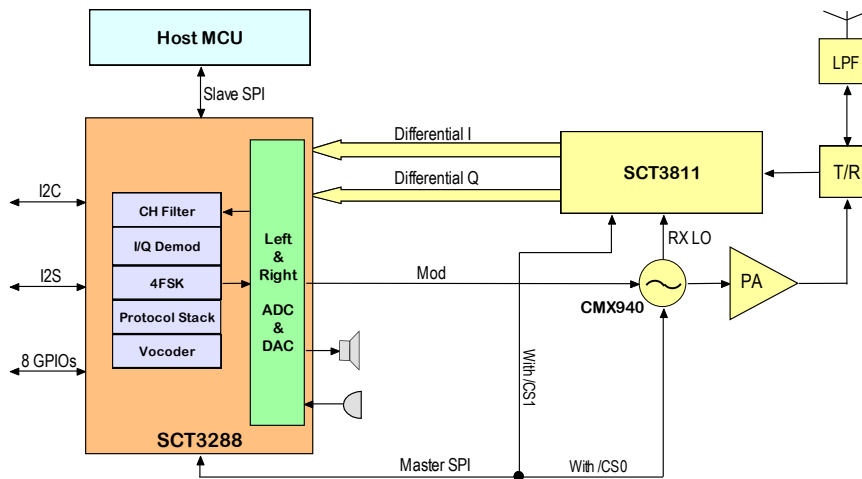 Host MCU
Slave SPI
LPF
T/R
Differential I
SCT3811
Differential Q
I2C
CH Filter
I/Q Demod
4FSK
Protocol Stack
Vocoder
Left
&
Right
ADC
&
DAC
RX LO
I2S
Mod
PA
CMX940
8 GPIOs
With /CS1
SCT3288
Master SPI
With /CS0